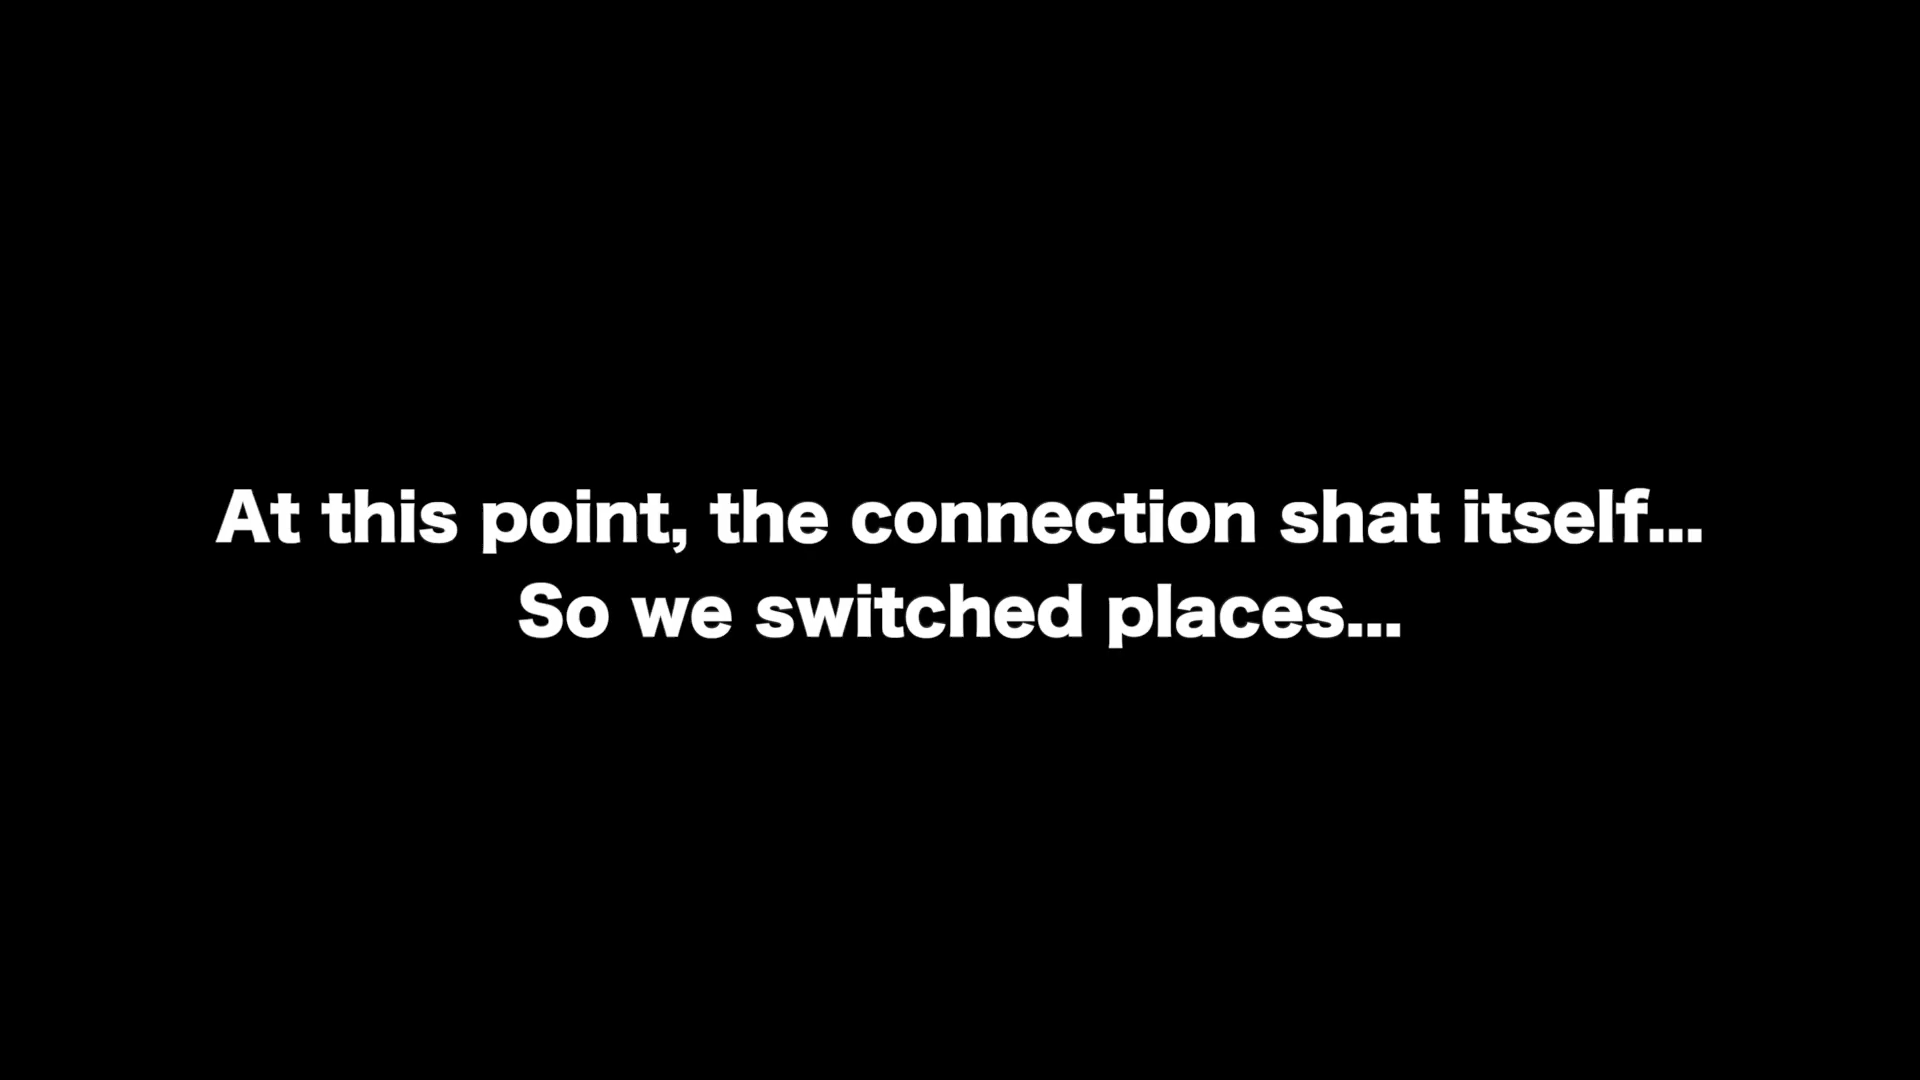 At this point, the connection shat itself...
So we switched places...